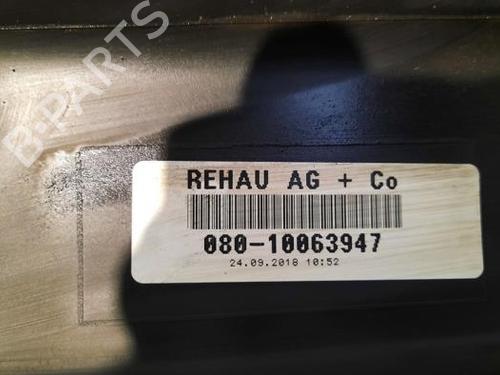 B-PARTS
REHAU AG + Co
080-10063947
24.09.2018 10:52